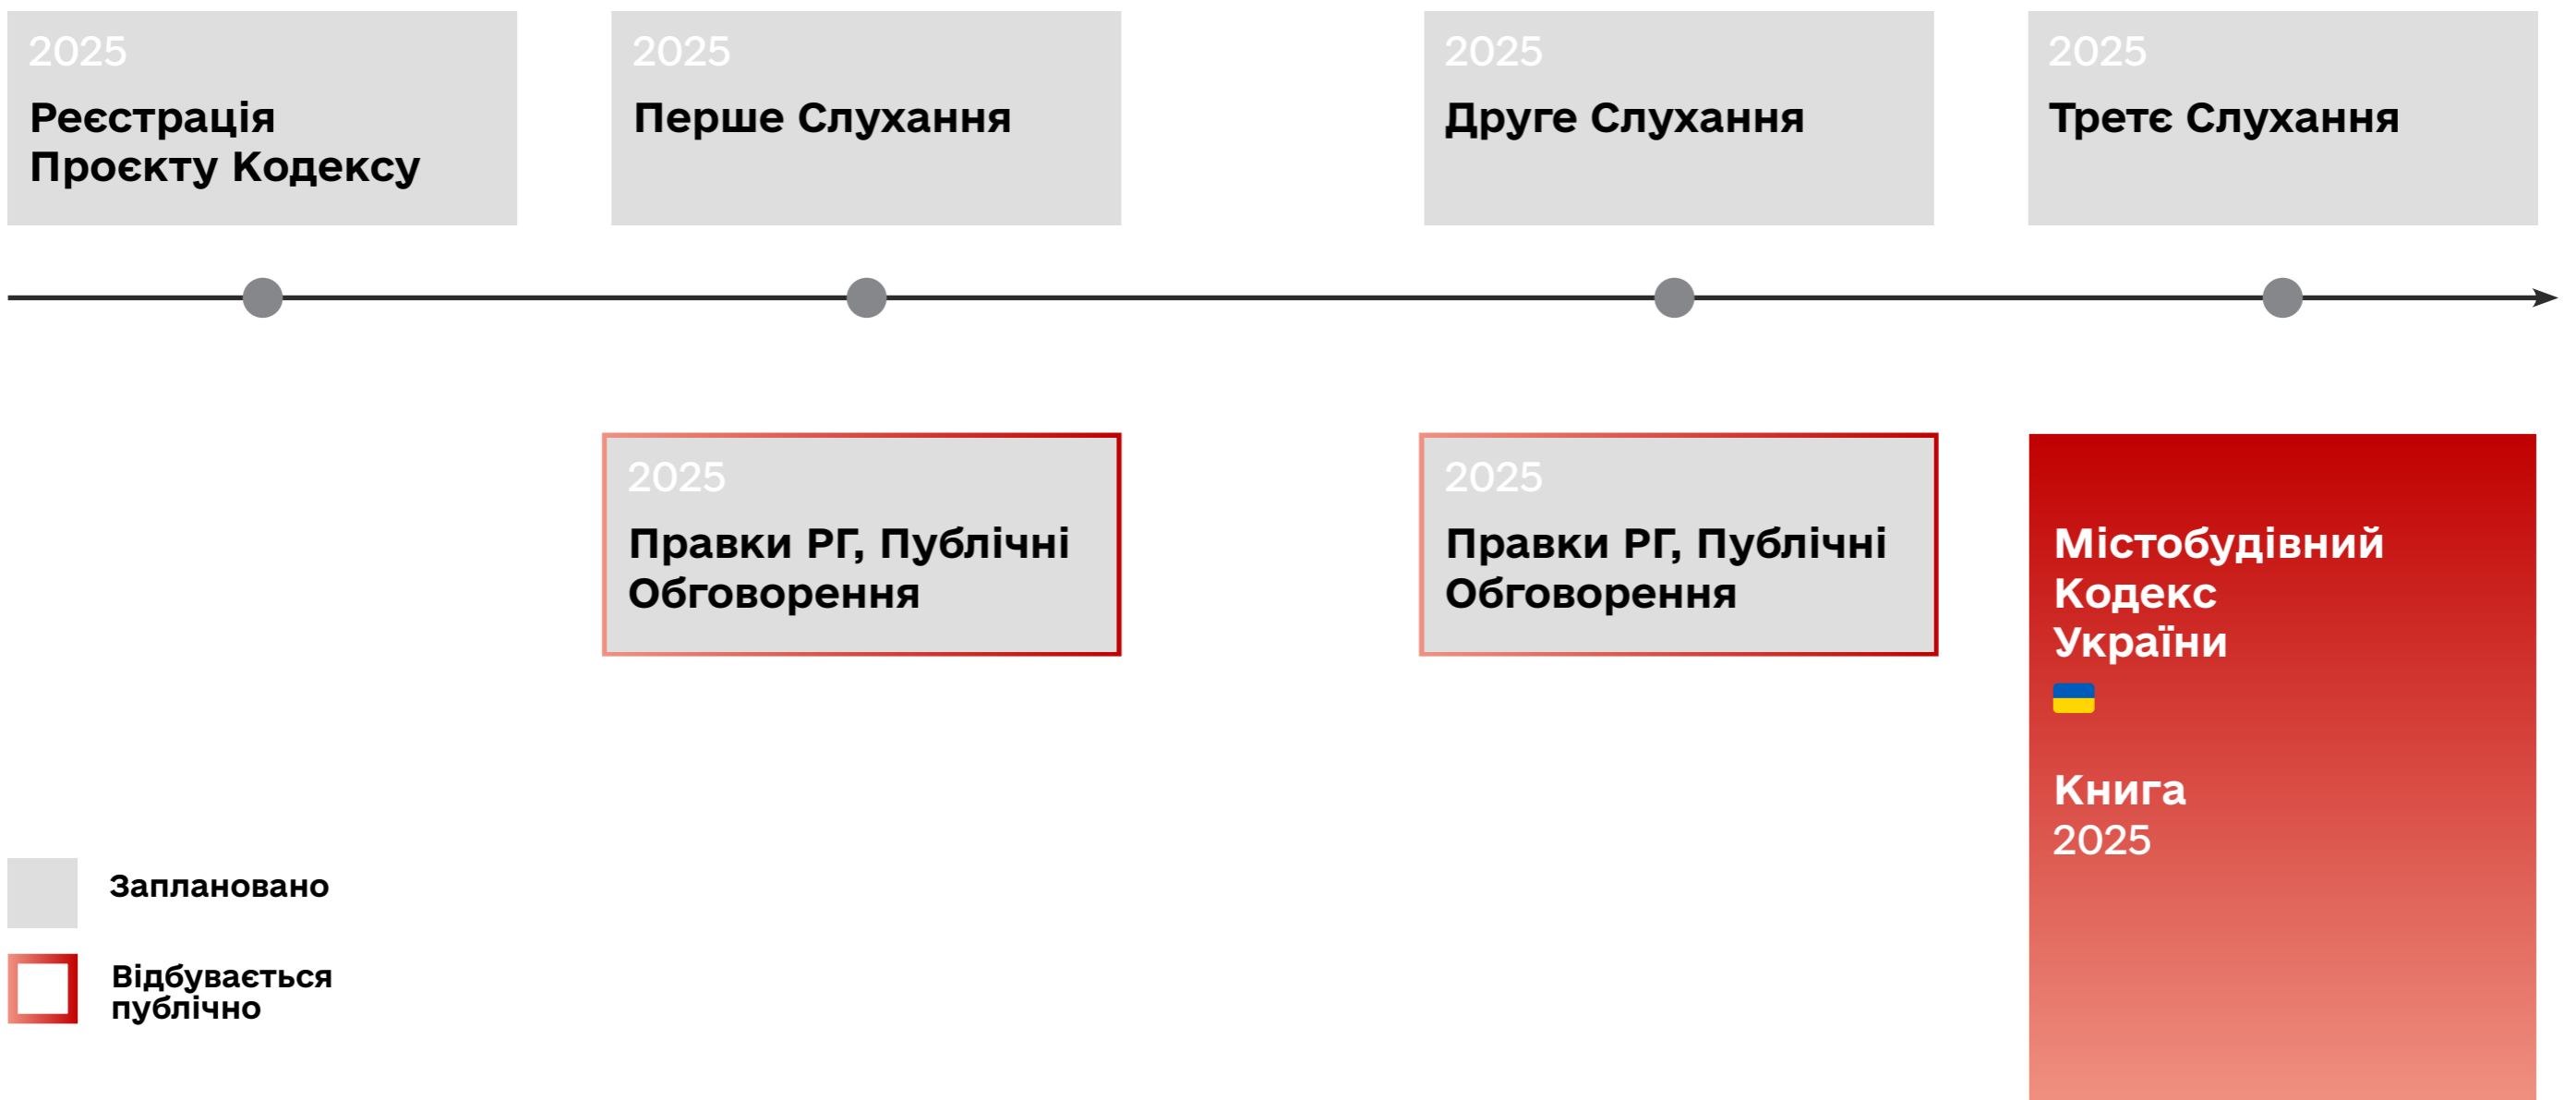 2025
Реєстрація
Проєкту Кодексу
2025
Перше Слухання
2025
Друге Слухання
2025
Третє Слухання
2025
Правки РГ, Публічні
Обговорення
2025
Правки РГ, Публічні
Обговорення
Містобудівний
Кодекс
України
Книга
2025
Заплановано
Відбувається
публічно